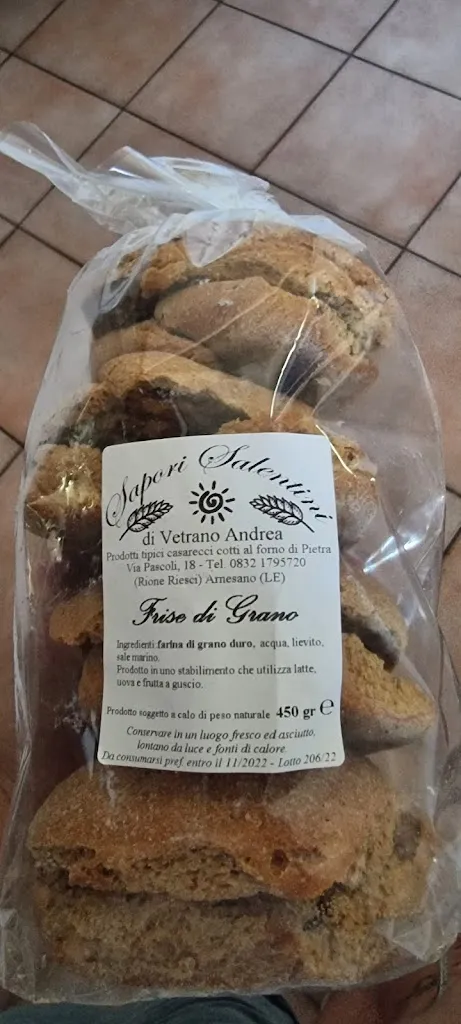 Sapori Salentini
di Vetrano Andrea
Prodotti tipici casarecci cotti al forno di Pietra
Via Pascoli, 18 - Tel. 0832 1795720
(Rione Riesci) Arnesano (LE)
Frise di Grano
Ingredienti:farina di grano duro, acqua, lievito,
sale marino.
Prodotto in uno stabilimento che utilizza latte,
uova e frutta a guscio.
Prodotto soggetto a calo di peso naturale 450 gr ℮
Conservare in un luogo fresco ed asciutto,
lontano da luce e fonti di calore.
Da consumarsi pref. entro il 11/2022 - Lotto 206/22